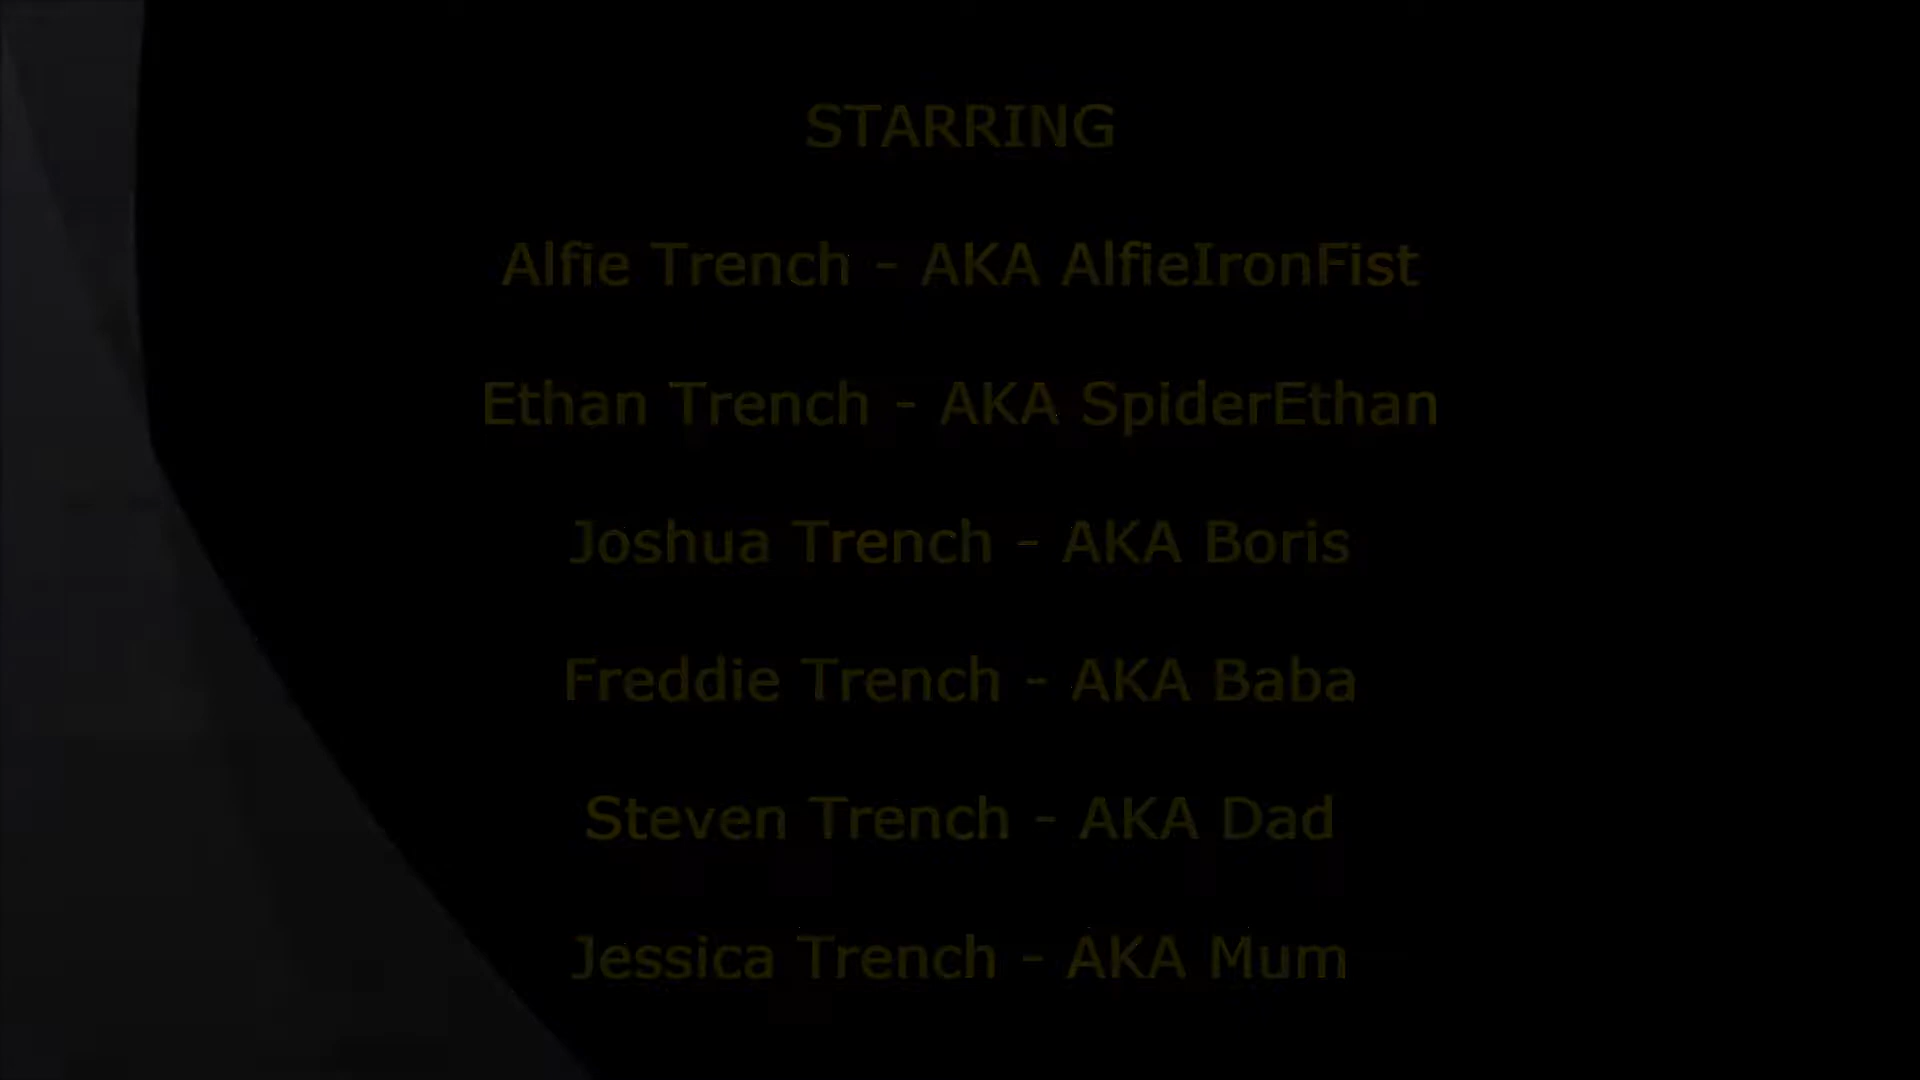 STARRING
Alfie Trench - AKA AlfieIronFist
Ethan Trench - AKA SpiderEthan
Joshua Trench - AKA Boris
Freddie Trench - AKA Baba
Steven Trench - AKA Dad
Jessica Trench - AKA Mum